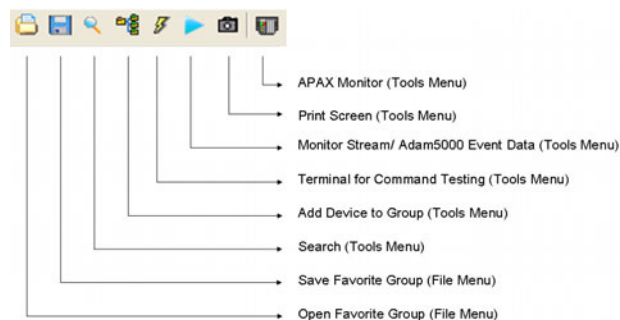 APAX Monitor (Tools Menu)
Print Screen (Tools Menu)
Monitor Stream/ Adam5000 Event Data (Tools Menu)
Terminal for Command Testing (Tools Menu)
Add Device to Group (Tools Menu)
Search (Tools Menu)
Save Favorite Group (File Menu)
Open Favorite Group (File Menu)